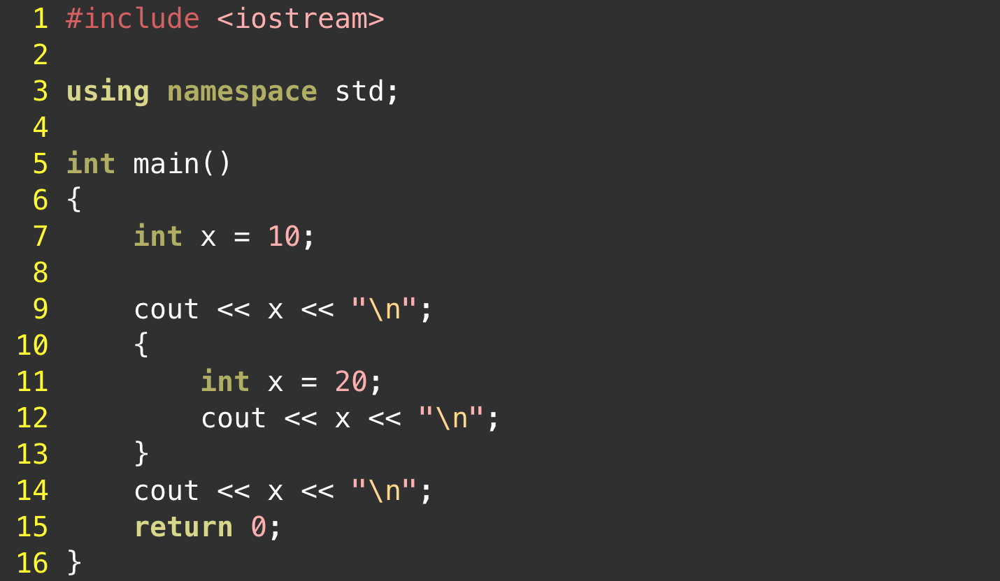 1 #include <iostream>
2
3 using namespace std;
4
5 int main()
6 {
7     int x = 10;
8
9     cout << x << "\n";
10     {
11         int x = 20;
12         cout << x << "\n";
13     }
14     cout << x << "\n";
15     return 0;
16 }